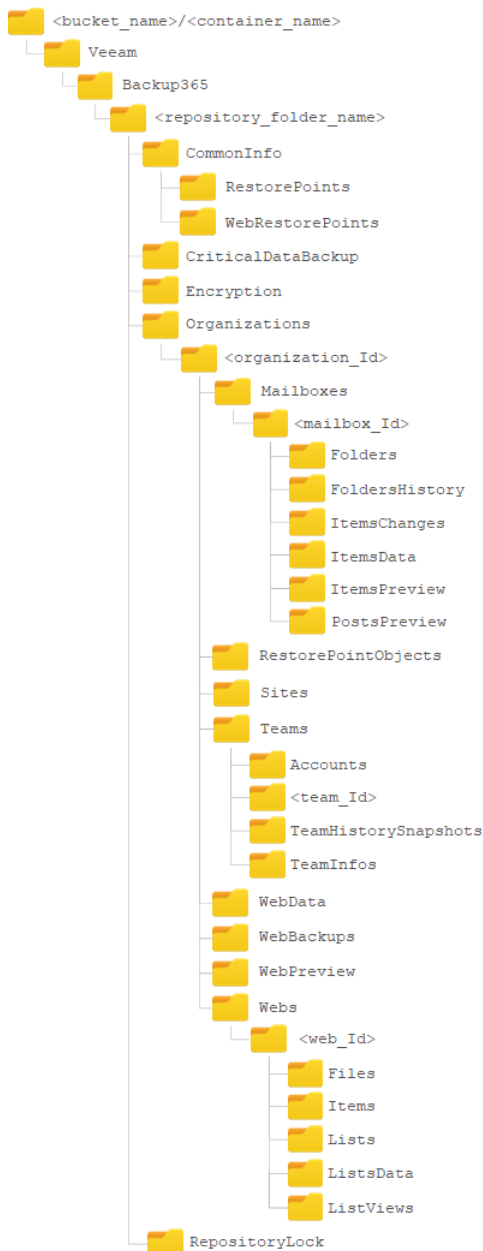 <bucket_name>/<container_name>
Veeam
Backup365
<repository_folder_name>
CommonInfo
RestorePoints
WebRestorePoints
CriticalDataBackup
Encryption
Organizations
<organization_Id>
Mailboxes
<mailbox_Id>
Folders
FoldersHistory
ItemsChanges
ItemsData
ItemsPreview
PostsPreview
RestorePointObjects
Sites
Teams
Accounts
<team_Id>
TeamHistorySnapshots
TeamInfos
WebData
WebBackups
WebPreview
Webs
<web_Id>
Files
Items
Lists
ListsData
ListViews
RepositoryLock